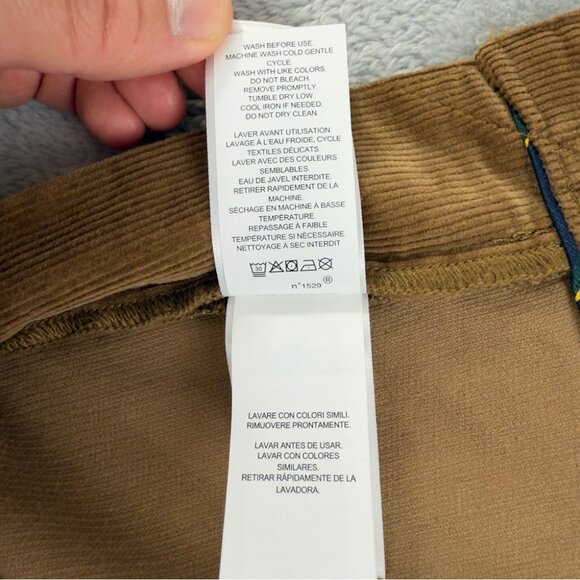 WASH BEFORE USE.
MACHINE WASH COLD GENTLE
CYCLE.
WASH WITH LIKE COLORS.
DO NOT BLEACH.
REMOVE PROMPTLY.
TUMBLE DRY LOW.
COOL IRON IF NEEDED.
DO NOT DRY CLEAN.
LAVER AVANT UTILISATION.
LAVAGE À L'EAU FROIDE, CYCLE
TEXTILES DÉLICATS.
LAVER AVEC DES COULEURS
SEMBLABLES.
EAU DE JAVEL INTERDITE
RETIRER RAPIDEMENT DE LA
MACHINE.
SÉCHAGE EN MACHINE À BASSE
TEMPÉRATURE.
REPASSAGE À FAIBLE
TEMPÉRATURE SI NÉCESSAIRE.
NETTOYAGE À SEC INTERDIT
30
n°1529 ®
LAVARE CON COLORI SIMILI.
RIMUOVERE PRONTAMENTE.
LAVAR ANTES DE USAR.
LAVAR CON COLORES
SIMILARES.
RETIRAR RÁPIDAMENTE DE LA
LAVADORA.